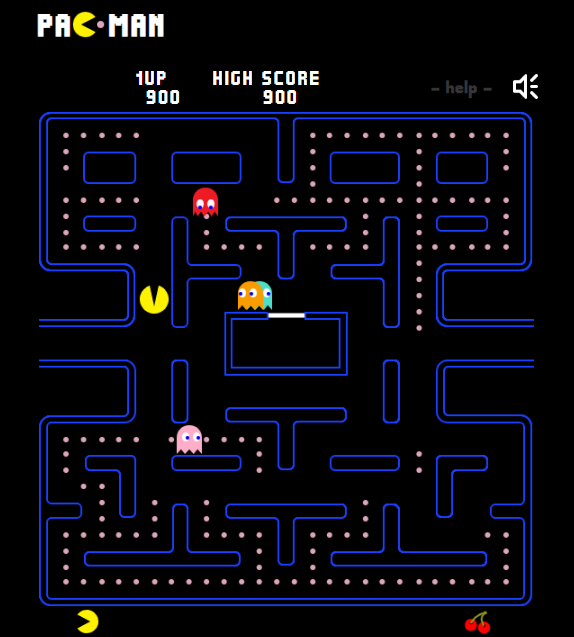 PAC-MAN
1UP
HIGH SCORE
900
900
– help –